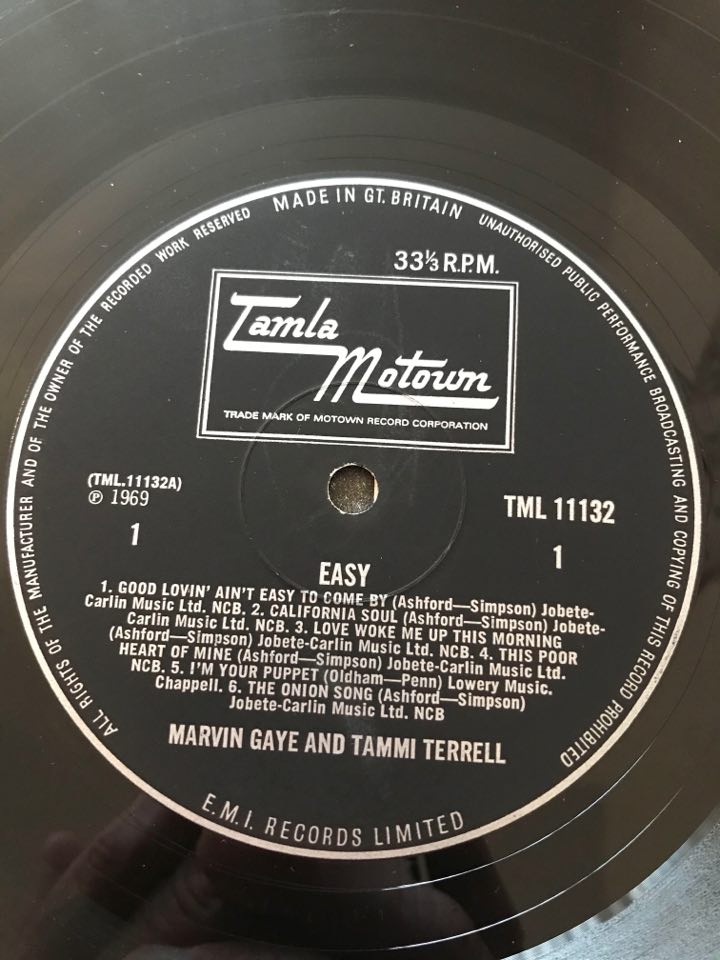 MADE IN GT. BRITAIN
UNAUTHORISED PUBLIC PERFORMANCE BROADCASTING AND COPYING OF THIS RECORD PROHIBITED
ALL RIGHTS OF THE MANUFACTURER AND OF THE OWNER OF THE RECORDED WORK RESERVED
33⅓ R.P.M.
Tamla
Motown
TRADE MARK OF MOTOWN RECORD CORPORATION
(TML.11132A)
℗ 1969
1
TML 11132
1
EASY
1. GOOD LOVIN' AIN'T EASY TO COME BY (Ashford—Simpson) Jobete-
Carlin Music Ltd. NCB. 2. CALIFORNIA SOUL (Ashford—Simpson) Jobete-
Carlin Music Ltd. NCB. 3. LOVE WOKE ME UP THIS MORNING
(Ashford—Simpson) Jobete-Carlin Music Ltd. NCB. 4. THIS POOR
HEART OF MINE (Ashford—Simpson) Jobete-Carlin Music Ltd.
NCB. 5. I'M YOUR PUPPET (Oldham—Penn) Lowery Music.
Chappell. 6. THE ONION SONG (Ashford—Simpson)
Jobete-Carlin Music Ltd. NCB
MARVIN GAYE AND TAMMI TERRELL
E.M.I. RECORDS LIMITED